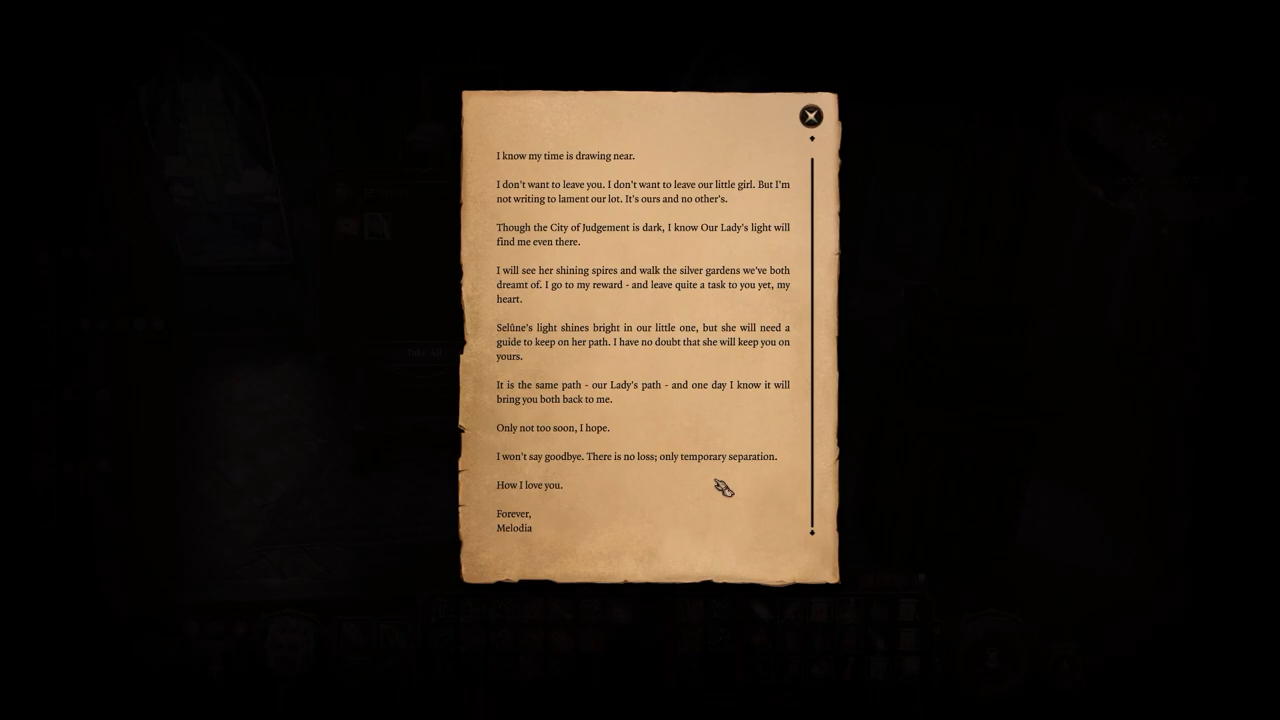 I know my time is drawing near.
I don't want to leave you. I don't want to leave our little girl. But I'm
not writing to lament our lot. It's ours and no other's.
Though the City of Judgement is dark, I know Our Lady's light will
find me even there.
I will see her shining spires and walk the silver gardens we've both
dreamt of. I go to my reward - and leave quite a task to you yet, my
heart.
Selûne's light shines bright in our little one, but she will need a
guide to keep on her path. I have no doubt that she will keep you on
yours.
It is the same path - our Lady's path - and one day I know it will
bring you both back to me.
Only not too soon, I hope.
I won't say goodbye. There is no loss; only temporary separation.
How I love you.
Forever,
Melodia